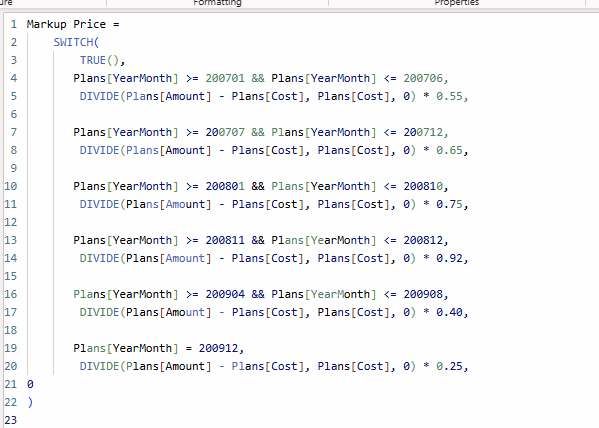 ure Formatting Properties
1 Markup Price =
2 SWITCH(
3 TRUE(),
4 Plans[YearMonth] >= 200701 && Plans[YearMonth] <= 200706,
5 DIVIDE(Plans[Amount] - Plans[Cost], Plans[Cost], 0) * 0.55,
6
7 Plans[YearMonth] >= 200707 && Plans[YearMonth] <= 200712,
8 DIVIDE(Plans[Amount] - Plans[Cost], Plans[Cost], 0) * 0.65,
9
10 Plans[YearMonth] >= 200801 && Plans[YearMonth] <= 200810,
11 DIVIDE(Plans[Amount] - Plans[Cost], Plans[Cost], 0) * 0.75,
12
13 Plans[YearMonth] >= 200811 && Plans[YearMonth] <= 200812,
14 DIVIDE(Plans[Amount] - Plans[Cost], Plans[Cost], 0) * 0.92,
15
16 Plans[YearMonth] >= 200904 && Plans[YearMonth] <= 200908,
17 DIVIDE(Plans[Amount] - Plans[Cost], Plans[Cost], 0) * 0.40,
18
19 Plans[YearMonth] = 200912,
20 DIVIDE(Plans[Amount] - Plans[Cost], Plans[Cost], 0) * 0.25,
21 0
22 )
23